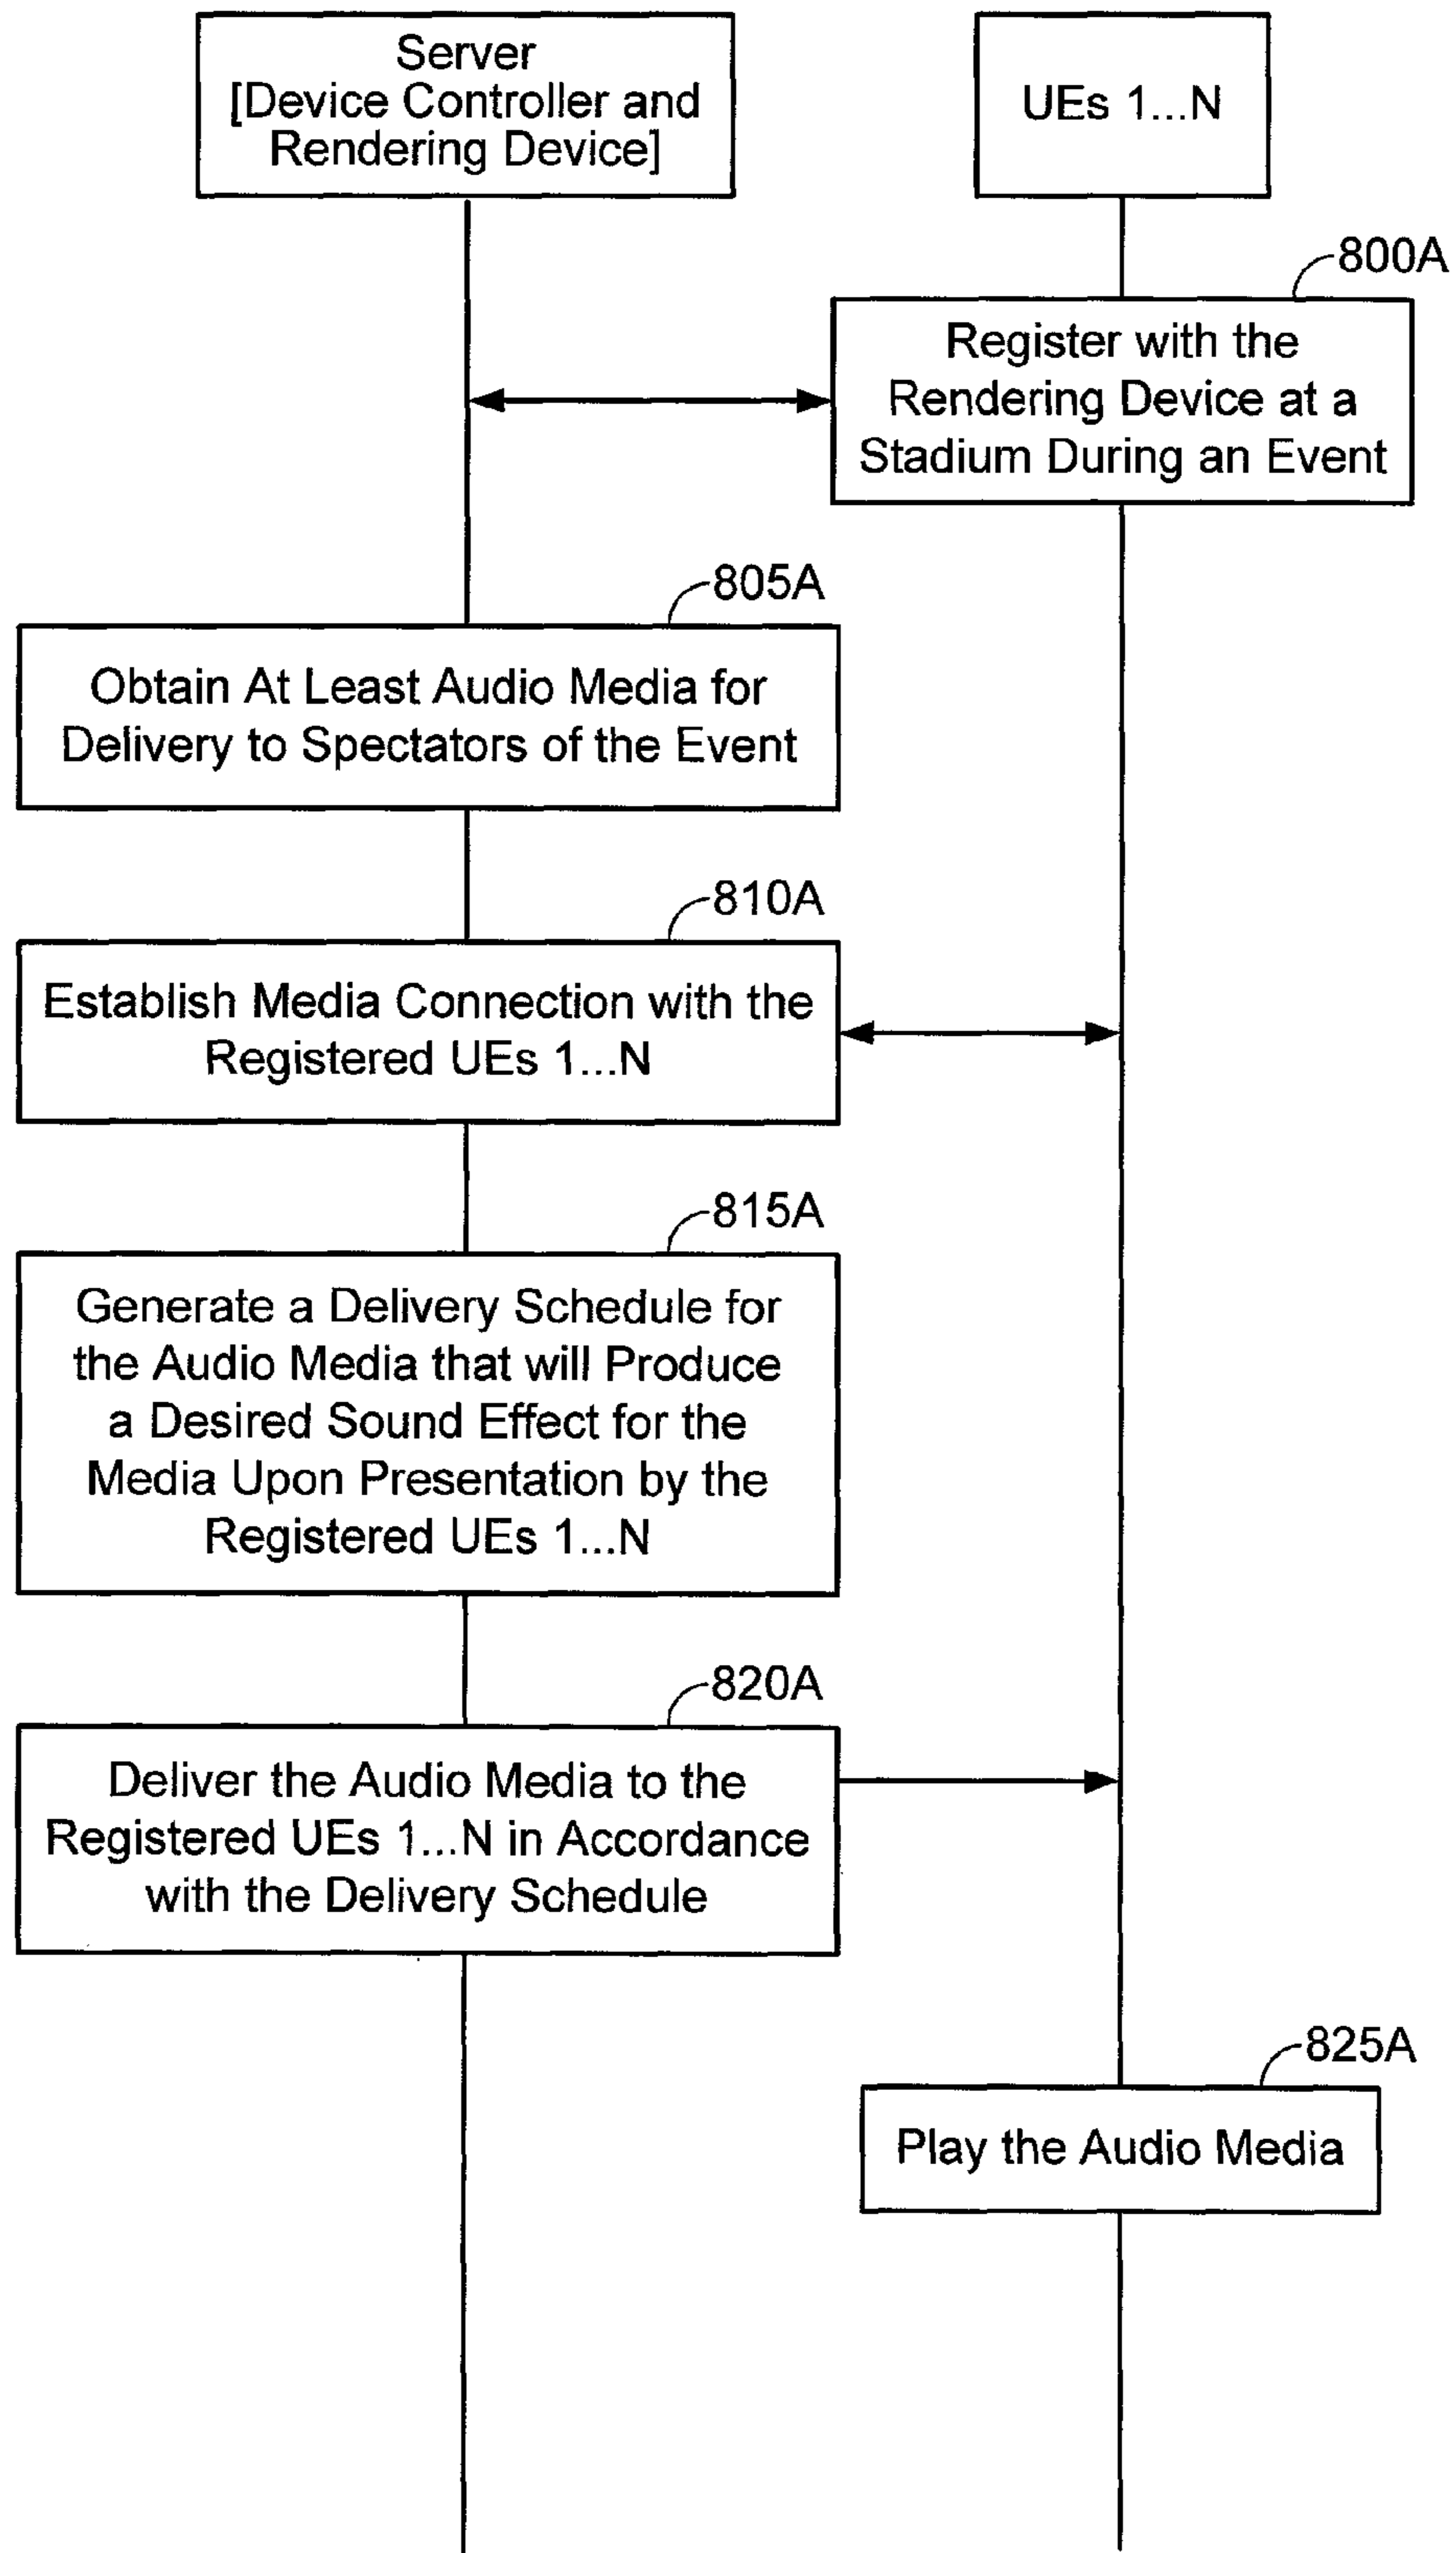 Server
[Device Controller and
Rendering Device]
UEs 1...N
800A
Register with the
Rendering Device at a
Stadium During an Event
805A
Obtain At Least Audio Media for
Delivery to Spectators of the Event
810A
Establish Media Connection with the
Registered UEs 1...N
815A
Generate a Delivery Schedule for
the Audio Media that will Produce
a Desired Sound Effect for the
Media Upon Presentation by the
Registered UEs 1...N
820A
Deliver the Audio Media to the
Registered UEs 1...N in Accordance
with the Delivery Schedule
825A
Play the Audio Media